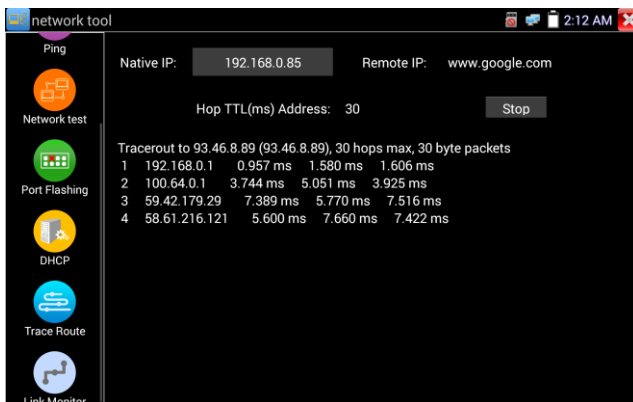 network tool
2:12 AM
Ping
Network test
Port Flashing
DHCP
Trace Route
Link Monitor
Native IP: 192.168.0.85 Remote IP: www.google.com
Hop TTL(ms) Address: 30 Stop
Tracerout to 93.46.8.89 (93.46.8.89), 30 hops max, 30 byte packets
1 192.168.0.1 0.957 ms 1.580 ms 1.606 ms
2 100.64.0.1 3.744 ms 5.051 ms 3.925 ms
3 59.42.179.29 7.389 ms 5.770 ms 7.516 ms
4 58.61.216.121 5.600 ms 7.660 ms 7.422 ms